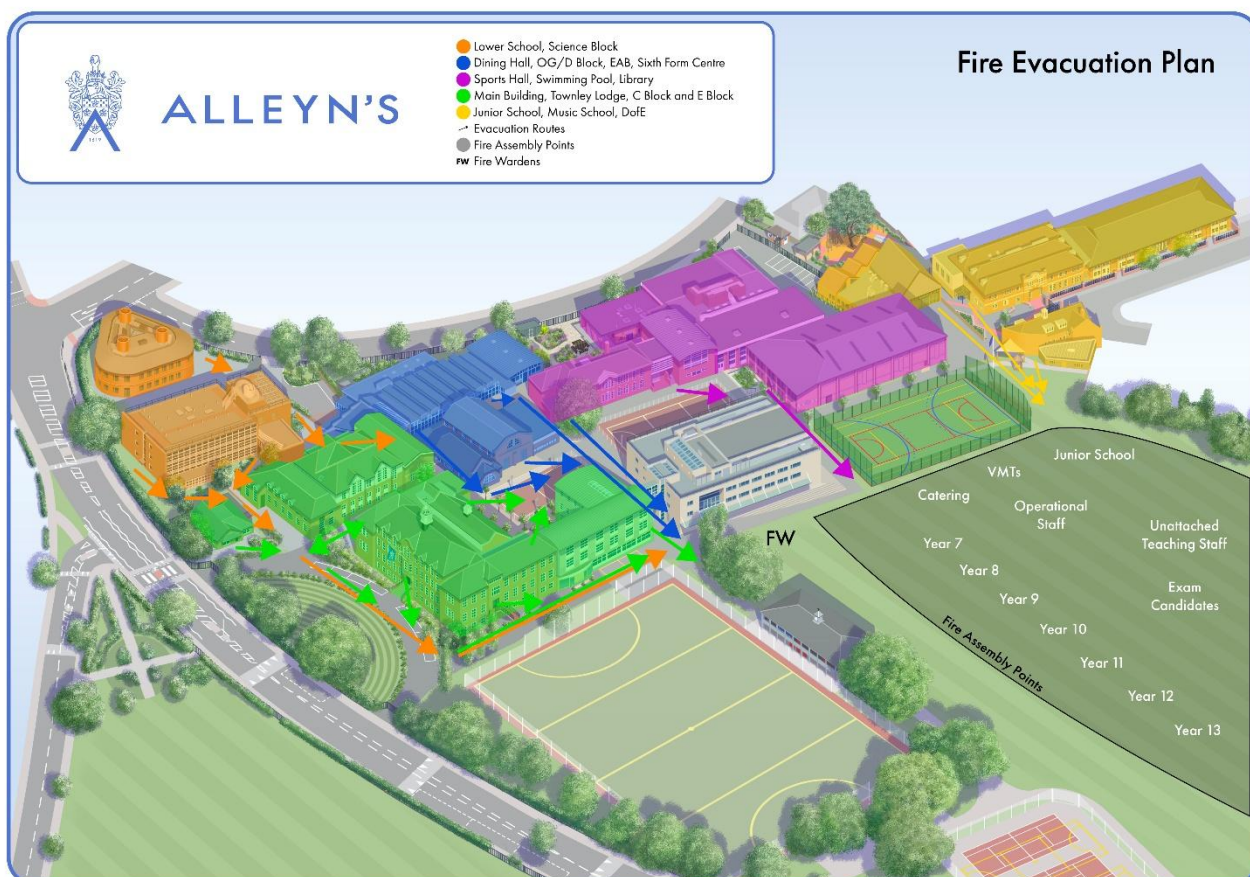 ALLEYN'S
1619
Lower School, Science Block
Dining Hall, OG/D Block, EAB, Sixth Form Centre
Sports Hall, Swimming Pool, Library
Main Building, Townley Lodge, C Block and E Block
Junior School, Music School, DofE
Evacuation Routes
Fire Assembly Points
FW Fire Wardens
Fire Evacuation Plan
Junior School
VMTs
Catering
Operational
Staff
Unattached
Teaching Staff
FW
Year 7
Year 8
Exam
Candidates
Year 9
Year 10
Year 11
Year 12
Year 13
Fire Assembly Points